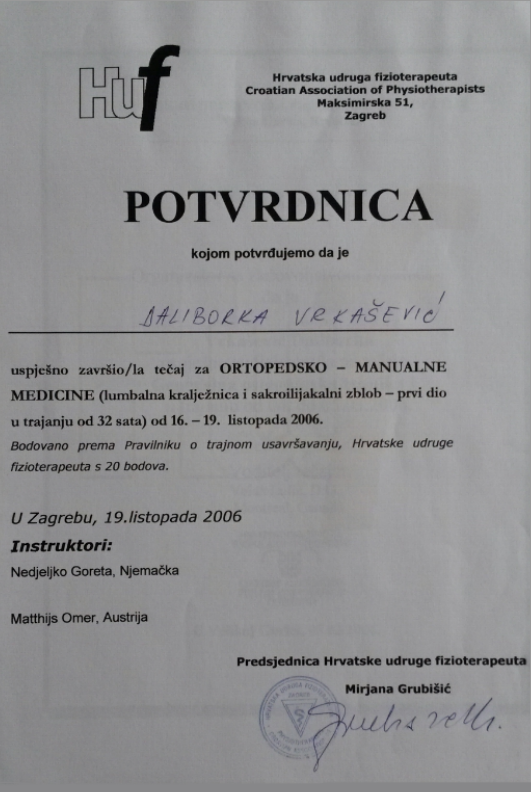 Huf
Hrvatska udruga fizioterapeuta
Croatian Association of Physiotherapists
Maksimirska 51,
Zagreb
POTVRDNICA
kojom potvrđujemo da je
DALIBORKA VRKAŠEVIĆ
uspješno završio/la tečaj za ORTOPEDSKO – MANUALNE
MEDICINE (lumbalna kralježnica i sakroilijakalni zblob – prvi dio
u trajanju od 32 sata) od 16. – 19. listopada 2006.
Bodovano prema Pravilniku o trajnom usavršavanju, Hrvatske udruge
fizioterapeuta s 20 bodova.
U Zagrebu, 19.listopada 2006
Instruktori:
Nedjeljko Goreta, Njemačka
Matthijs Omer, Austrija
Predsjednica Hrvatske udruge fizioterapeuta
Mirjana Grubišić